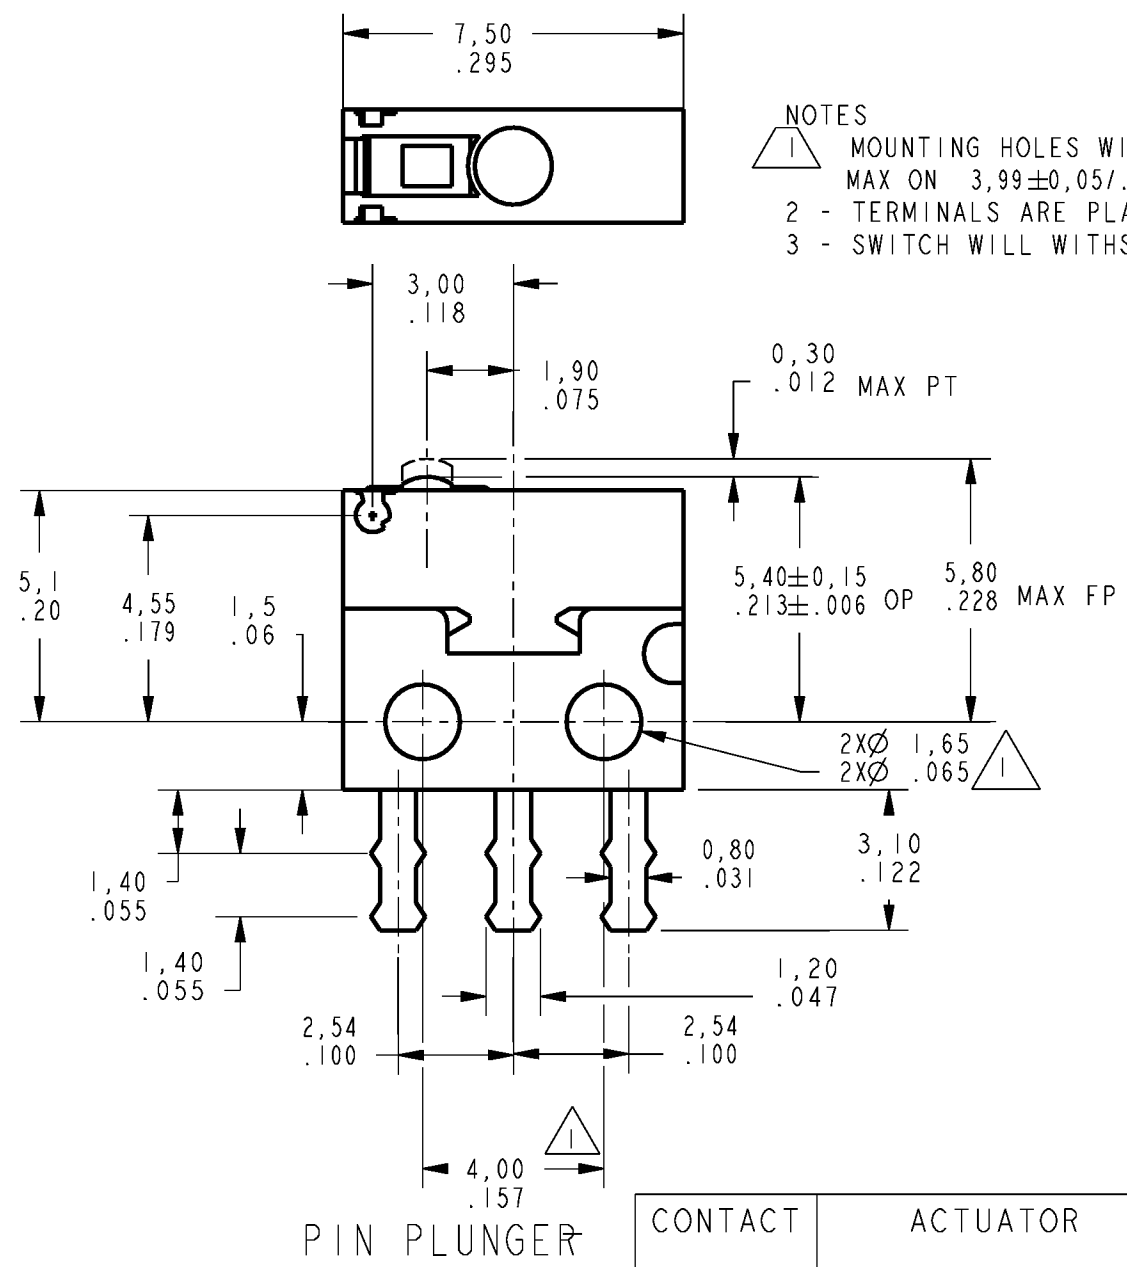 7,50
.295
NOTES
1 MOUNTING HOLES WI
MAX ON 3,99±0,05/.
2 - TERMINALS ARE PLA
3 - SWITCH WILL WITHS
3,00
.118
1,90
.075
0,30
.012 MAX PT
5,1
.20
4,55
.179
1,5
.06
5,40±0,15
.213±.006 OP
5,80
.228 MAX FP
2XØ 1,65
2XØ .065 1
1,40
.055
0,80
.031
3,10
.122
1,40
.055
1,20
.047
2,54
.100
2,54
.100
1
4,00
.157
PIN PLUNGER
CONTACT
ACTUATOR